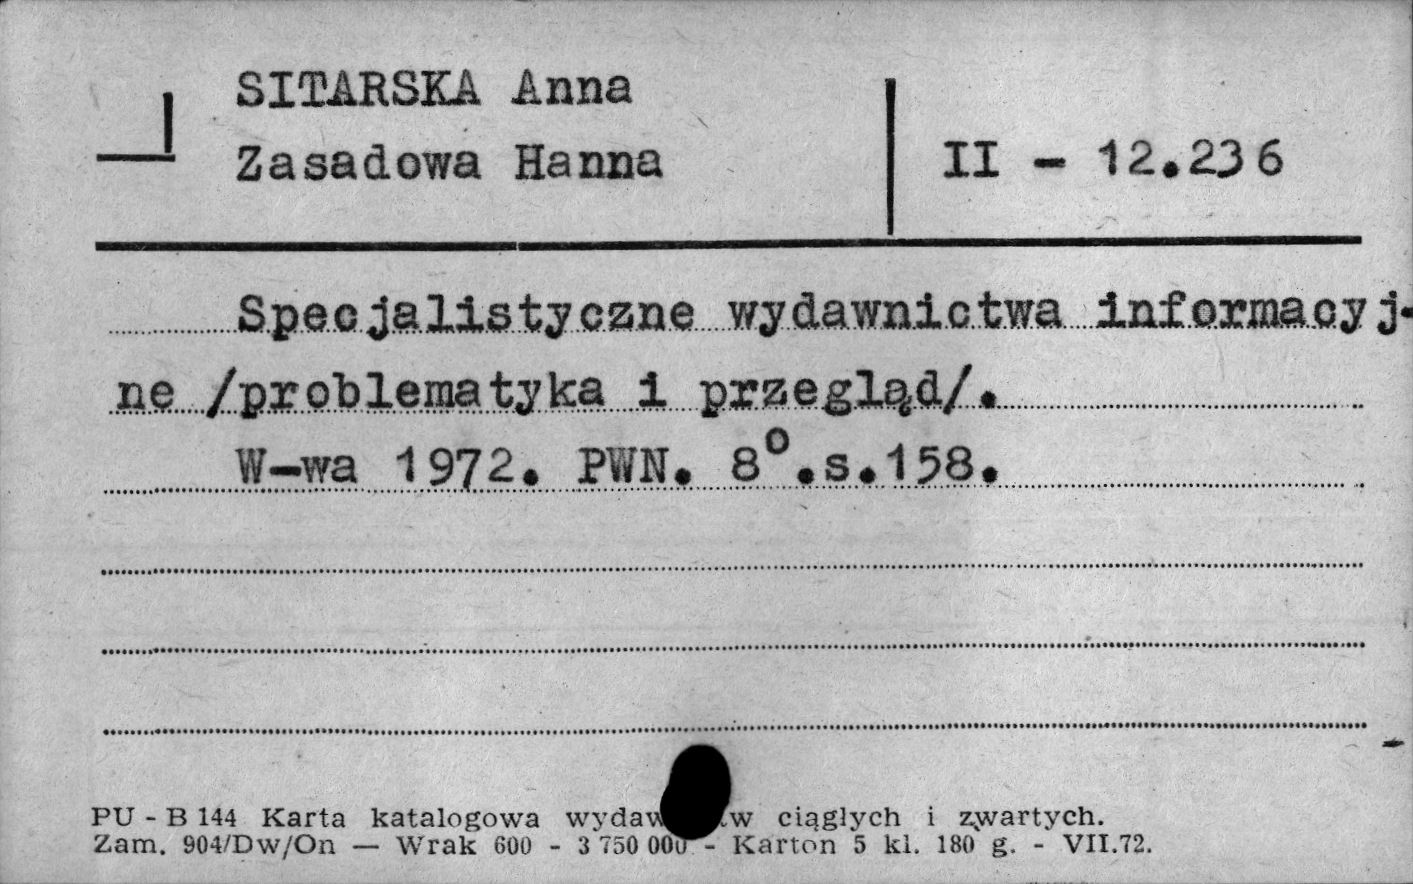 SITARSKA Anna
Zasadowa Hanna
II - 12.236
Specjalistyczne wydawnictwa informacyj-
ne /problematyka i przegląd/.
W-wa 1972. PWN. 8°.s.158.
PU - B 144 Karta katalogowa ciągłych i zwartych.
Zam. 904/Dw/On — Wrak 600 - 3 750 000 - Karton 5 kl. 180 g. - VII.72.